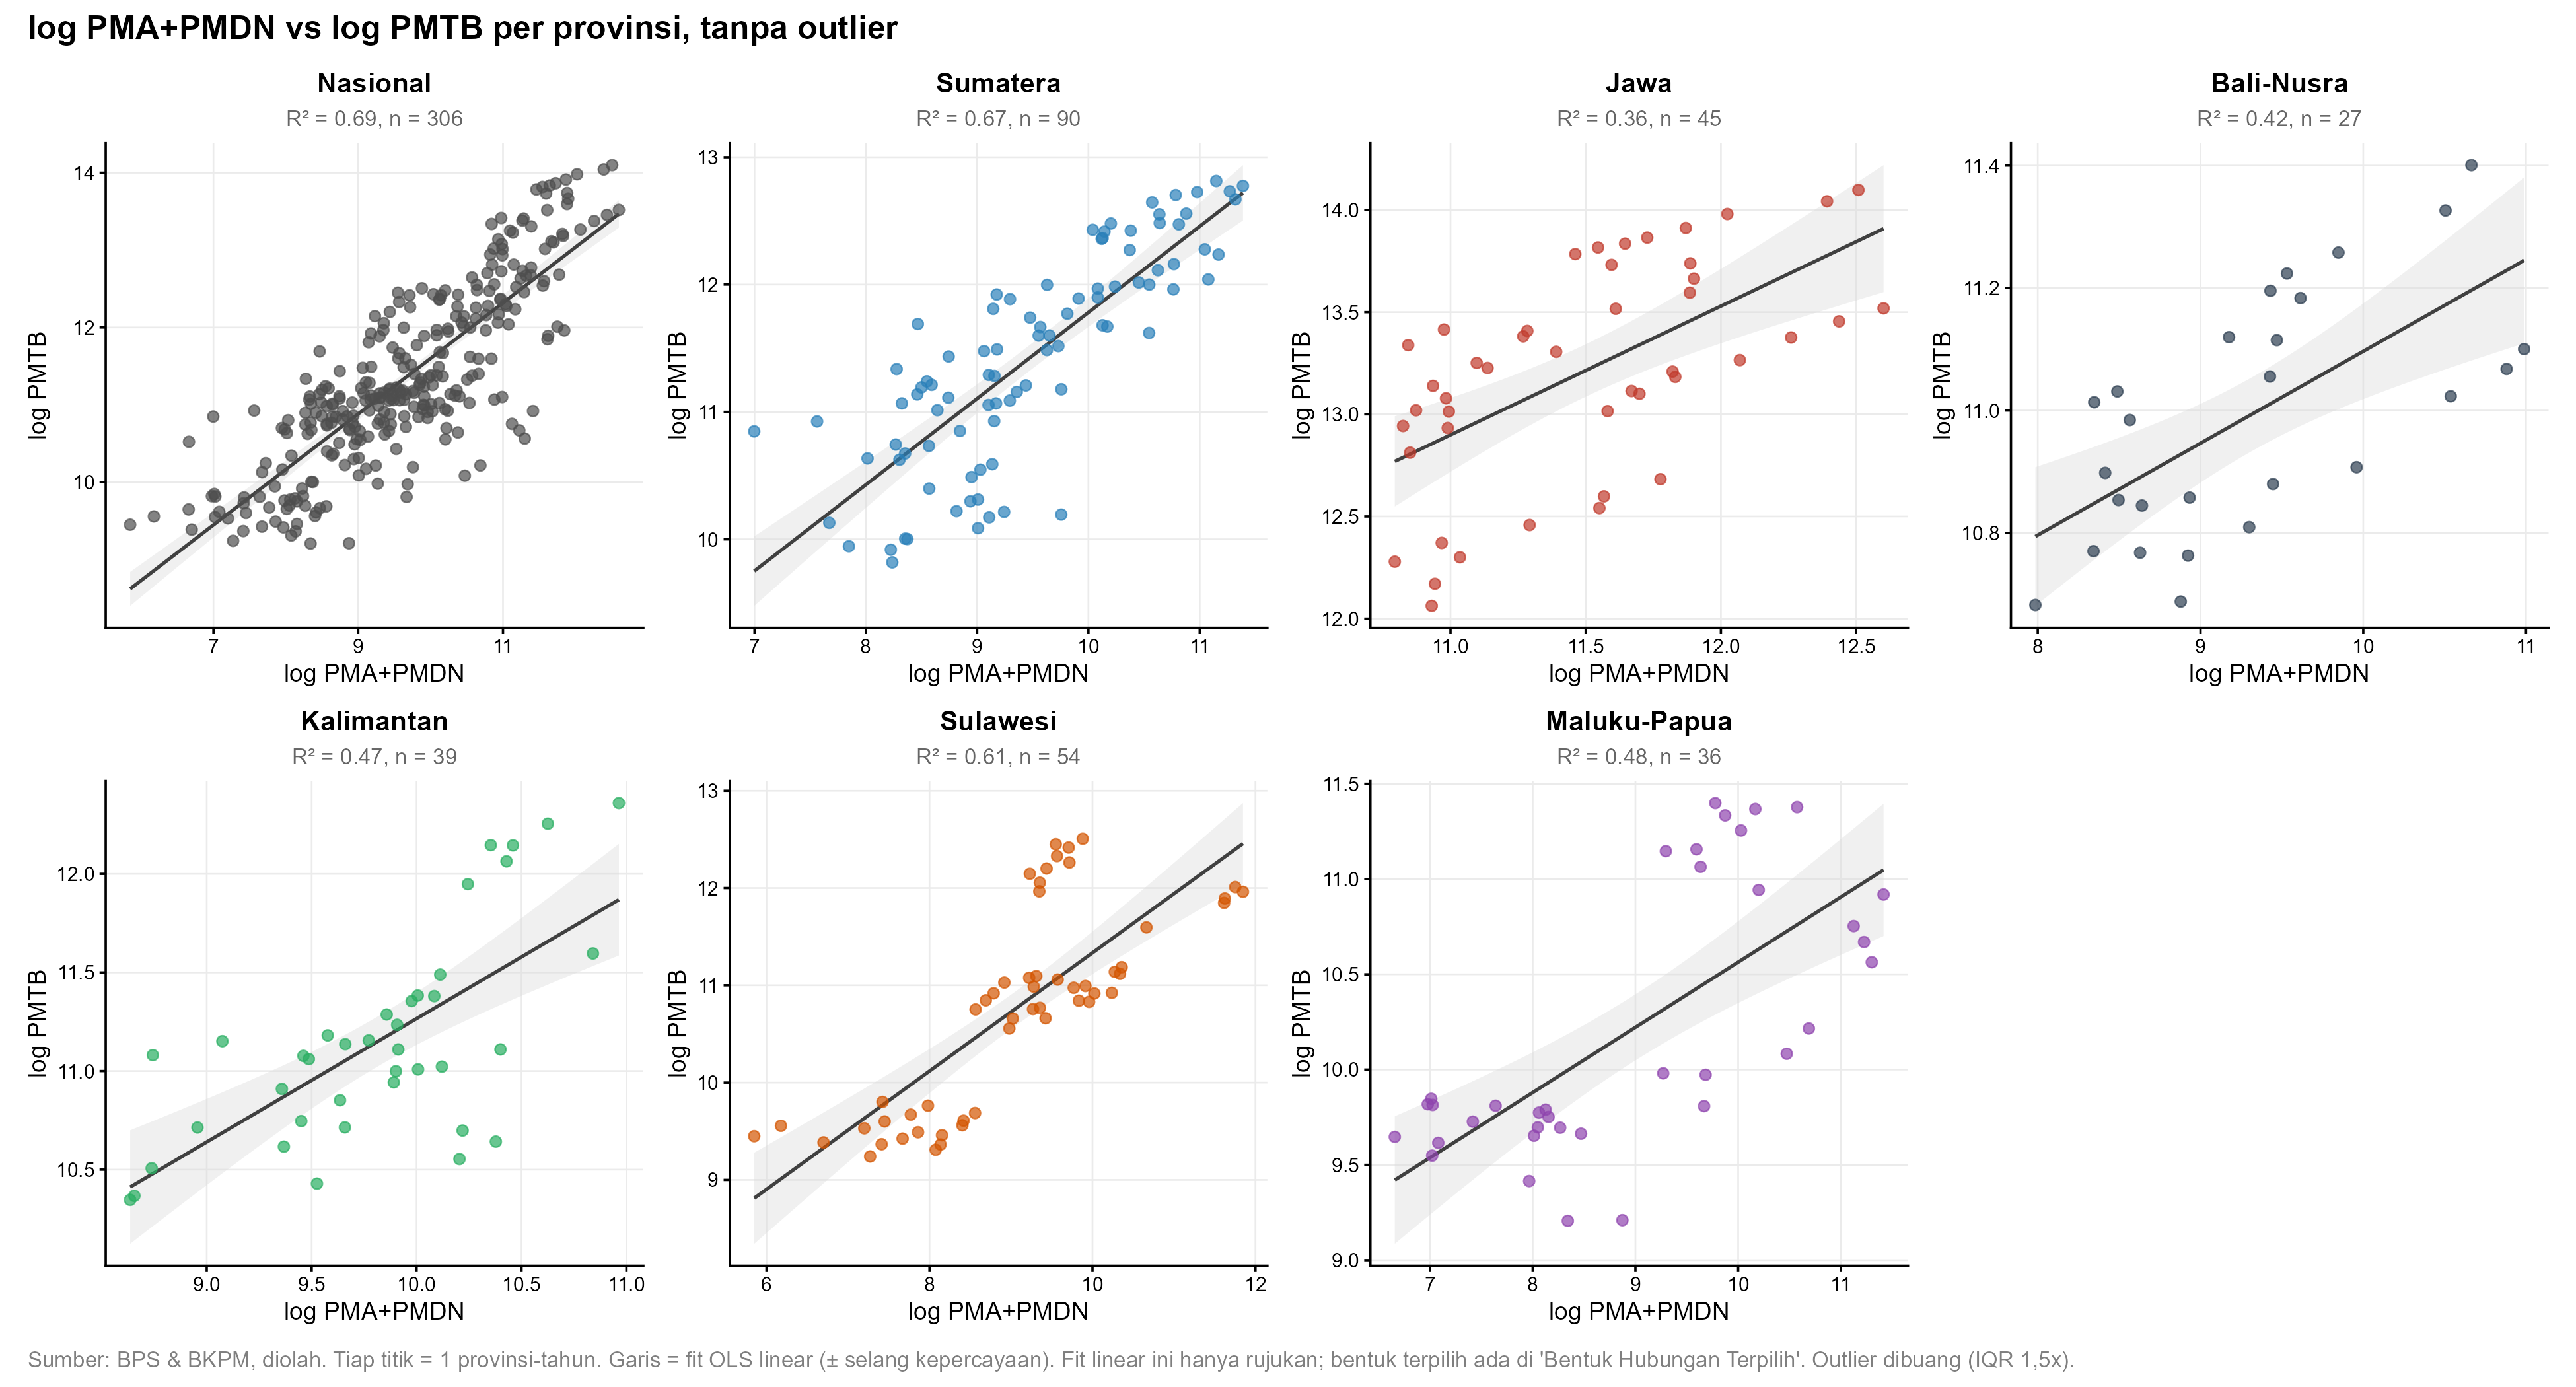 log PMA+PMDN vs log PMTB per provinsi, tanpa outlier
Nasional
R² = 0.69, n = 306
14
12
10
log PMTB
7 9 11
log PMA+PMDN
Sumatera
R² = 0.67, n = 90
13
12
11
10
log PMTB
7 8 9 10 11
log PMA+PMDN
Jawa
R² = 0.36, n = 45
14.0
13.5
13.0
12.5
12.0
log PMTB
11.0 11.5 12.0 12.5
log PMA+PMDN
Bali-Nusra
R² = 0.42, n = 27
11.4
11.2
11.0
10.8
log PMTB
8 9 10 11
log PMA+PMDN
Kalimantan
R² = 0.47, n = 39
12.0
11.5
11.0
10.5
log PMTB
9.0 9.5 10.0 10.5 11.0
log PMA+PMDN
Sulawesi
R² = 0.61, n = 54
13
12
11
10
9
log PMTB
6 8 10 12
log PMA+PMDN
Maluku-Papua
R² = 0.48, n = 36
11.5
11.0
10.5
10.0
9.5
9.0
log PMTB
7 8 9 10 11
log PMA+PMDN
Sumber: BPS & BKPM, diolah. Tiap titik = 1 provinsi-tahun. Garis = fit OLS linear (± selang kepercayaan). Fit linear ini hanya rujukan; bentuk terpilih ada di 'Bentuk Hubungan Terpilih'. Outlier dibuang (IQR 1,5x).